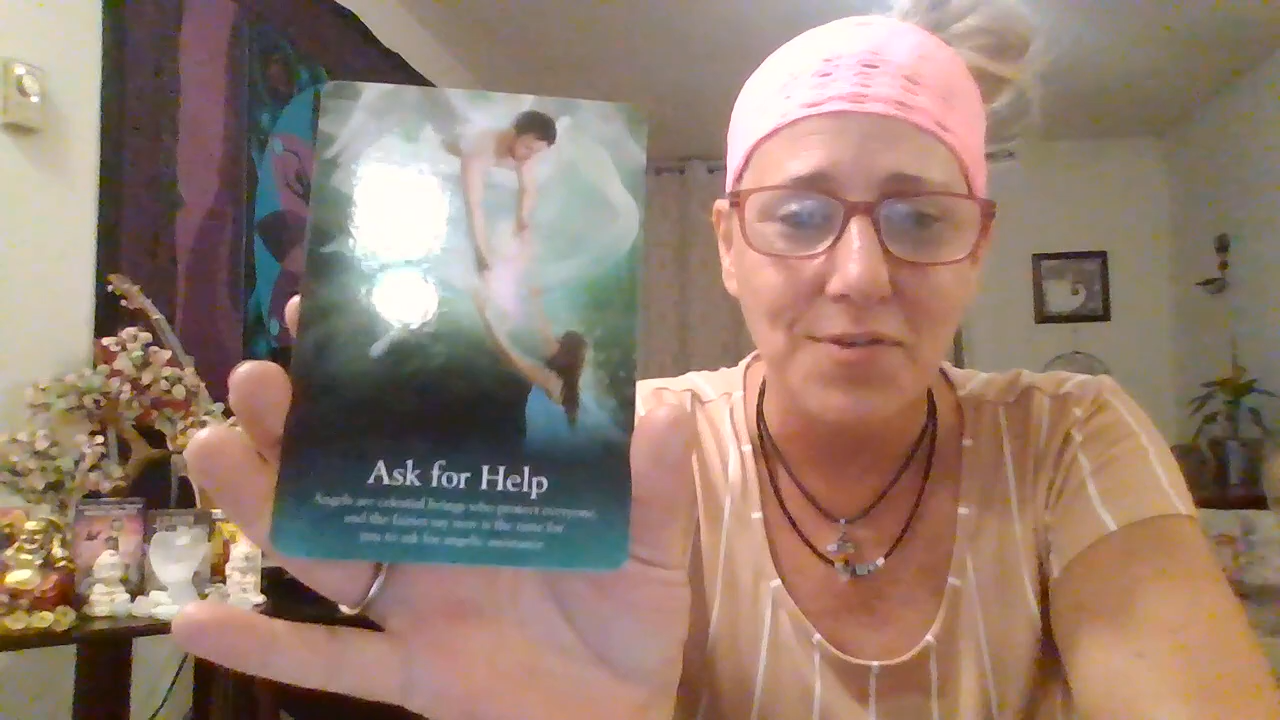 Ask for Help
Angels are celestial beings who protect everyone,
and the fairies say now is the time for
you to ask for angelic assistance